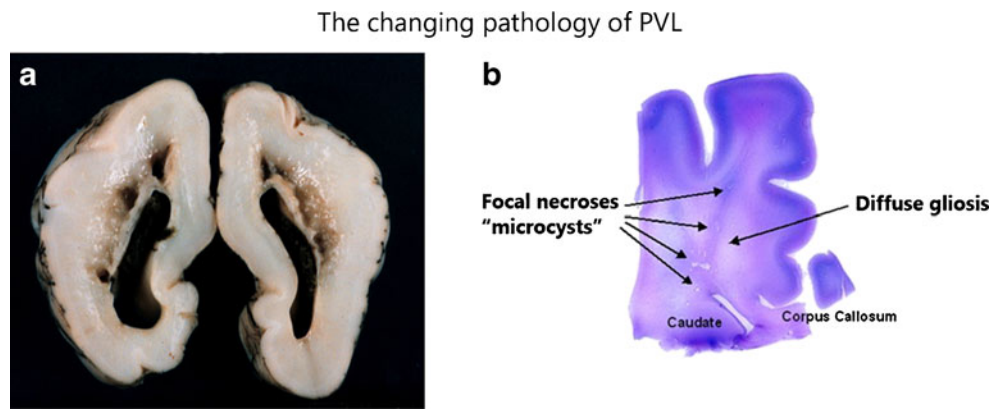 The changing pathology of PVL
a
b
Focal necroses
“microcysts”
Diffuse gliosis
Caudate
Corpus Callosum